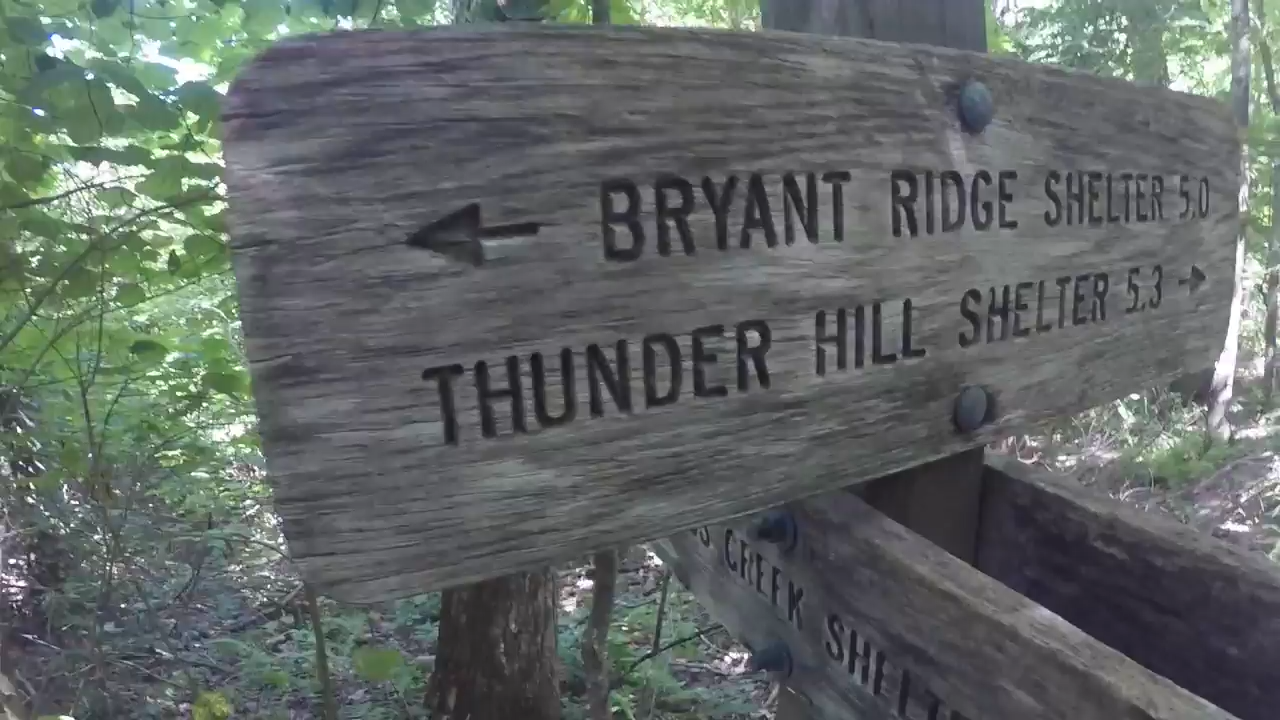 ← BRYANT RIDGE SHELTER 5.0
THUNDER HILL SHELTER 5.3 →
CREEK